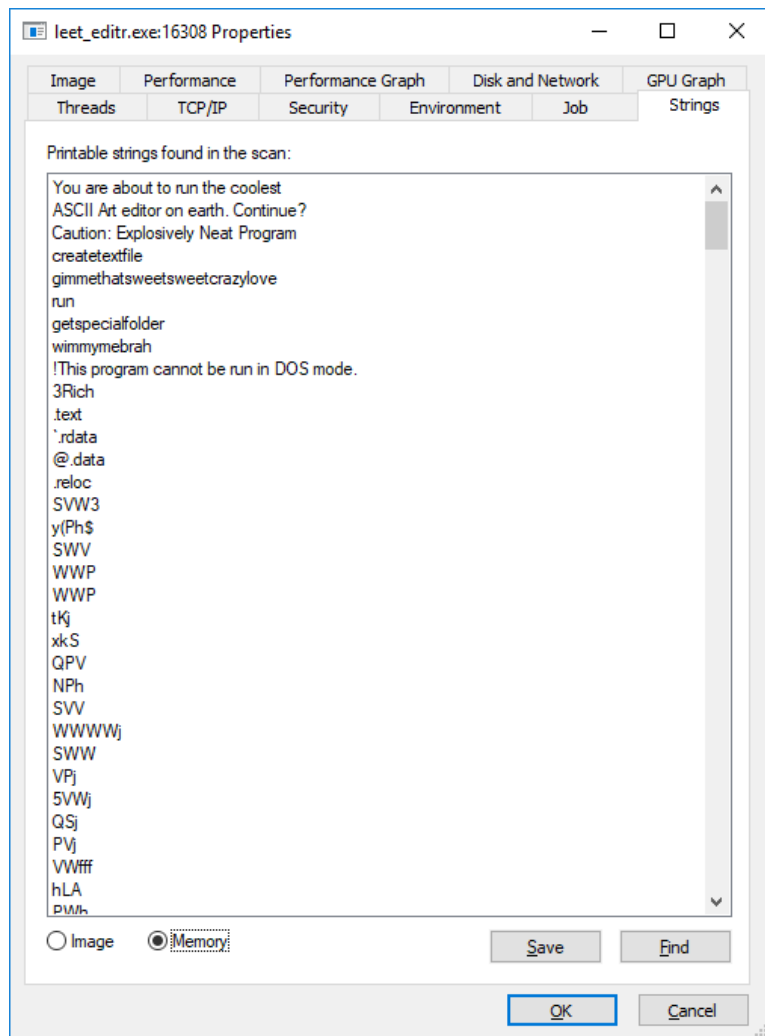 leet_editr.exe:16308 Properties
Image Performance Performance Graph Disk and Network GPU Graph
Threads TCP/IP Security Environment Job Strings
Printable strings found in the scan:
You are about to run the coolest
ASCII Art editor on earth. Continue?
Caution: Explosively Neat Program
createtextfile
gimmethatsweetsweetcrazylove
run
getspecialfolder
wimmymebrah
!This program cannot be run in DOS mode.
3Rich
.text
`.rdata
@.data
.reloc
SVW3
y(Ph$
SWV
WWP
WWP
tKj
xkS
QPV
NPh
SVV
WWWWj
SWW
VPj
5VWj
QSj
PVj
VWfff
hLA
PWh
Image Memory Save Find
OK Cancel